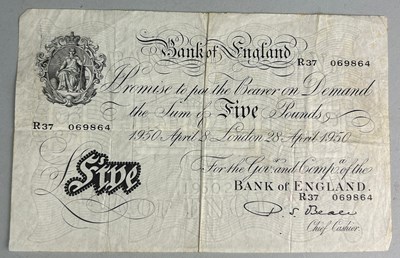 Bank of England
R37 069864
I Promise to pay the Bearer on Demand
the Sum of Five Pounds
R37 069864
1950 April 28 London 28 April 1950
For the Gov.r and Comp.a of the
Five
BANK OF ENGLAND.
R37 069864
P. S. Beale
Chief Cashier.